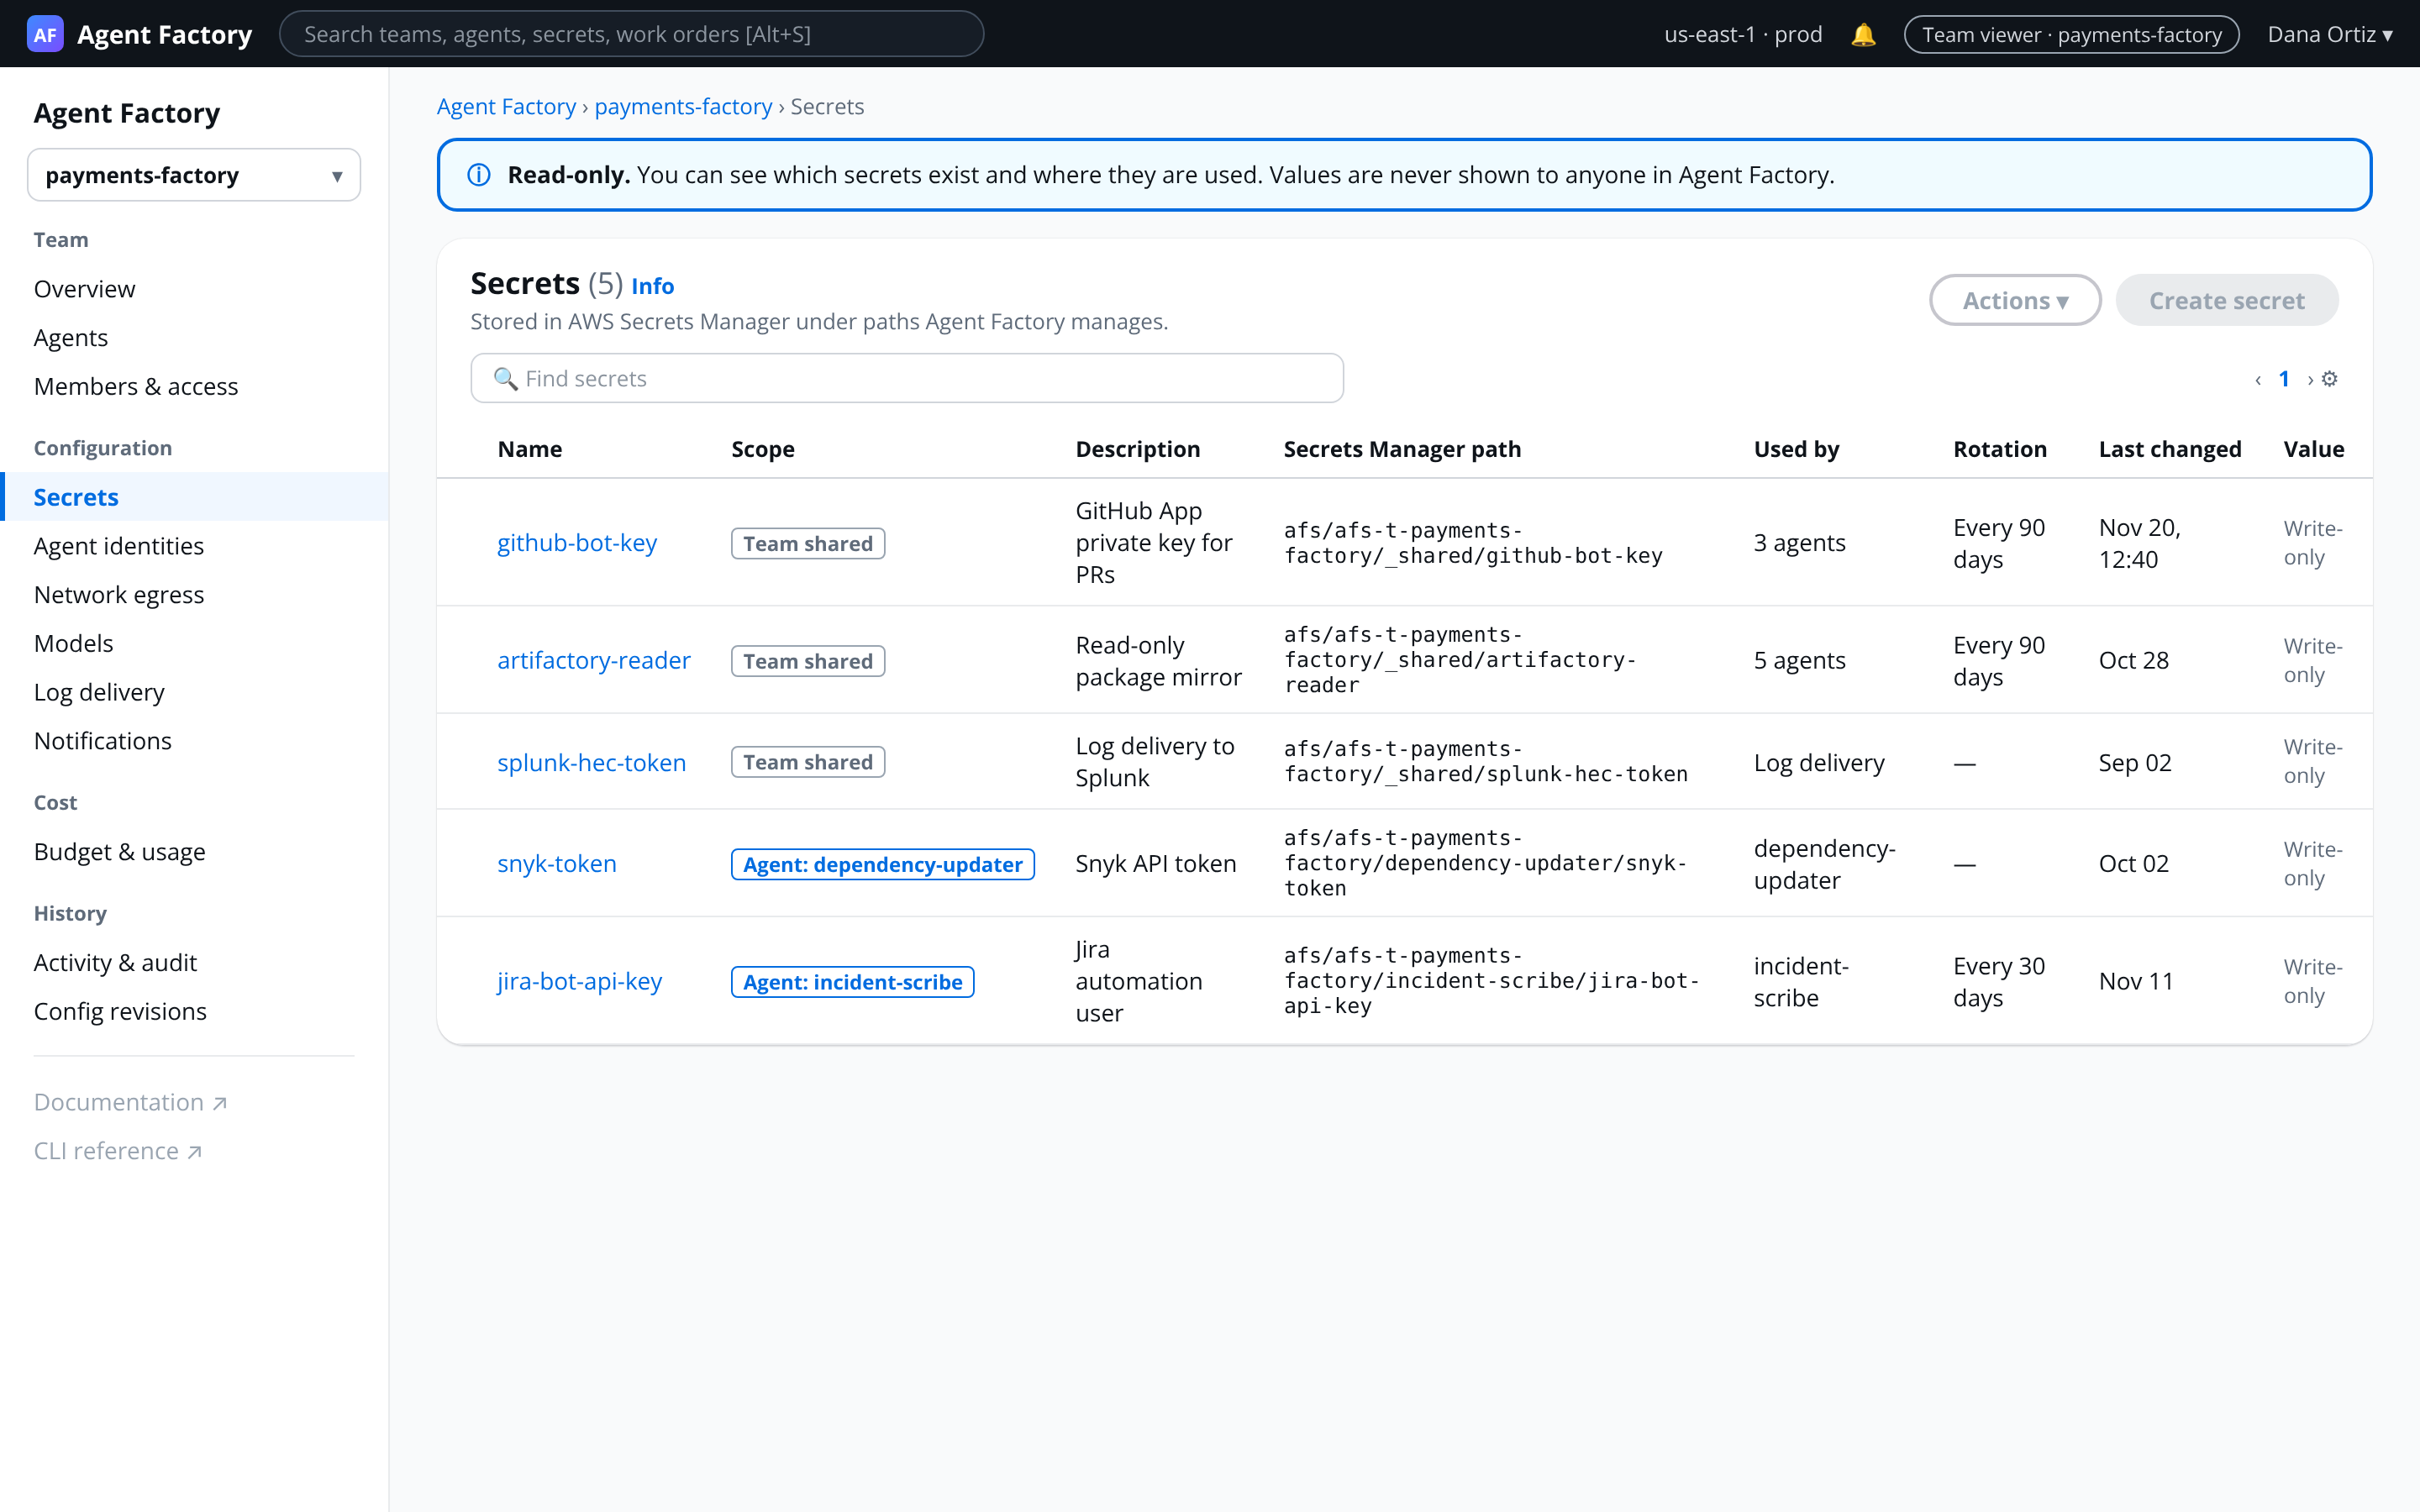 AF Agent Factory
Search teams, agents, secrets, work orders [Alt+S]
us-east-1 · prod
Team viewer · payments-factory
Dana Ortiz ▾
Agent Factory
payments-factory ▾
Team
Overview
Agents
Members & access
Configuration
Secrets
Agent identities
Network egress
Models
Log delivery
Notifications
Cost
Budget & usage
History
Activity & audit
Config revisions
Documentation ↗
CLI reference ↗
Agent Factory › payments-factory › Secrets
Read-only. You can see which secrets exist and where they are used. Values are never shown to anyone in Agent Factory.
Secrets (5) Info
Stored in AWS Secrets Manager under paths Agent Factory manages.
Actions ▾
Create secret
Find secrets
‹ 1 ›
Name Scope Description Secrets Manager path Used by Rotation Last changed Value
github-bot-key
Team shared
GitHub App
private key for
PRs
afs/afs-t-payments-
factory/_shared/github-bot-key
3 agents
Every 90
days
Nov 20,
12:40
Write-
only
artifactory-reader
Team shared
Read-only
package mirror
afs/afs-t-payments-
factory/_shared/artifactory-
reader
5 agents
Every 90
days
Oct 28
Write-
only
splunk-hec-token
Team shared
Log delivery to
Splunk
afs/afs-t-payments-
factory/_shared/splunk-hec-token
Log delivery
—
Sep 02
Write-
only
snyk-token
Agent: dependency-updater
Snyk API token
afs/afs-t-payments-
factory/dependency-updater/snyk-
token
dependency-
updater
—
Oct 02
Write-
only
jira-bot-api-key
Agent: incident-scribe
Jira
automation
user
afs/afs-t-payments-
factory/incident-scribe/jira-bot-
api-key
incident-
scribe
Every 30
days
Nov 11
Write-
only